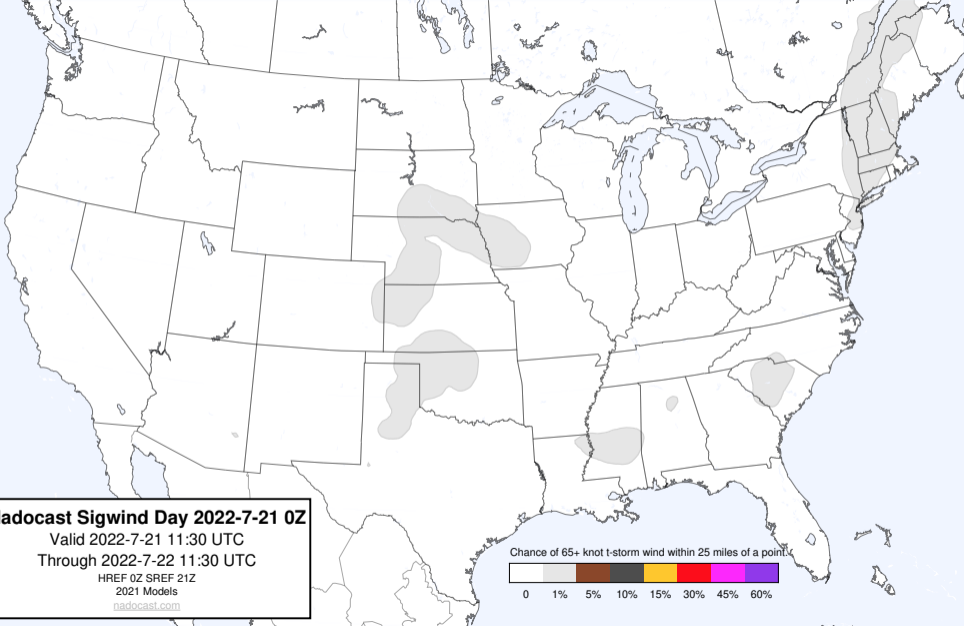 adocast Sigwind Day 2022-7-21 0Z
Valid 2022-7-21 11:30 UTC
Through 2022-7-22 11:30 UTC
HREF 0Z SREF 21Z
2021 Models
nadocast.com
Chance of 65+ knot t-storm wind within 25 miles of a point.
0 1% 5% 10% 15% 30% 45% 60%